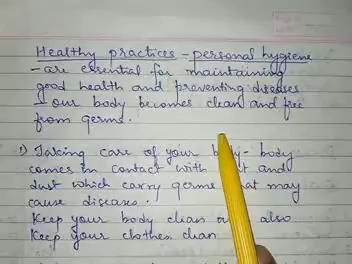 Healthy practices - personal hygiene
- are essential for maintaining
good health and preventing diseases
- our body becomes clean and free
from germs.
1) Taking care of your body - body
comes in contact with and
dust which carry germs that may
cause diseases.
Keep your body clean also
Keep your clothes clean